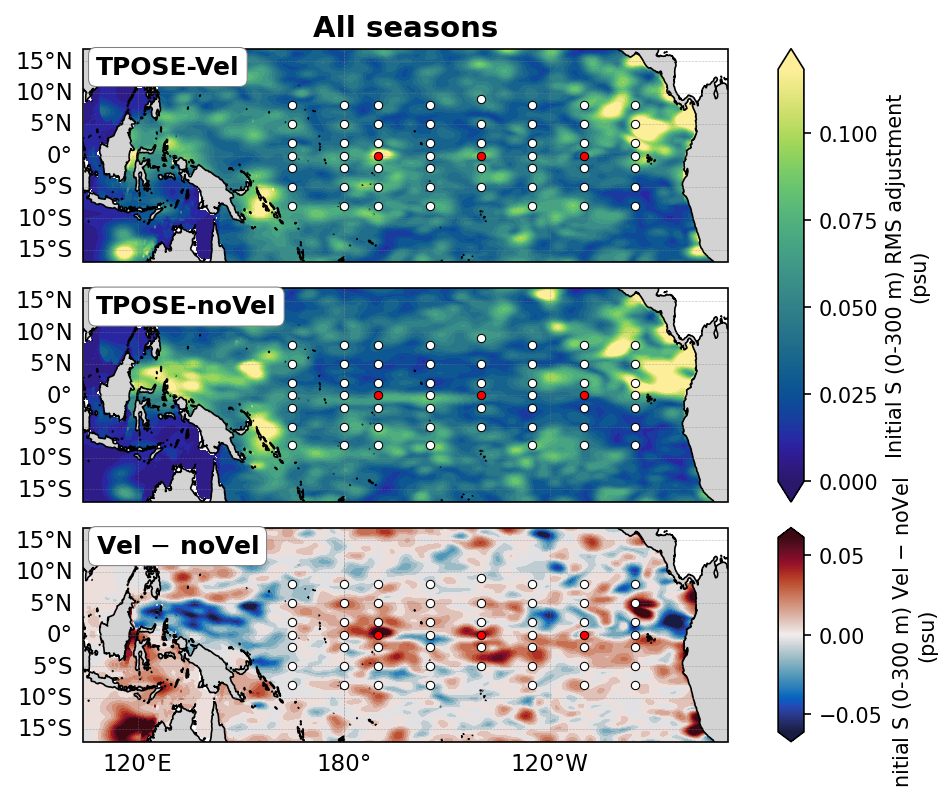 All seasons
TPOSE-Vel
15°N
10°N
5°N
0°
5°S
10°S
15°S
TPOSE-noVel
15°N
10°N
5°N
0°
5°S
10°S
15°S
Vel − noVel
15°N
10°N
5°N
0°
5°S
10°S
15°S
120°E
180°
120°W
0.100
0.075
0.050
0.025
0.000
Initial S (0-300 m) RMS adjustment
(psu)
0.05
0.00
−0.05
nitial S (0-300 m) Vel − noVel
(psu)